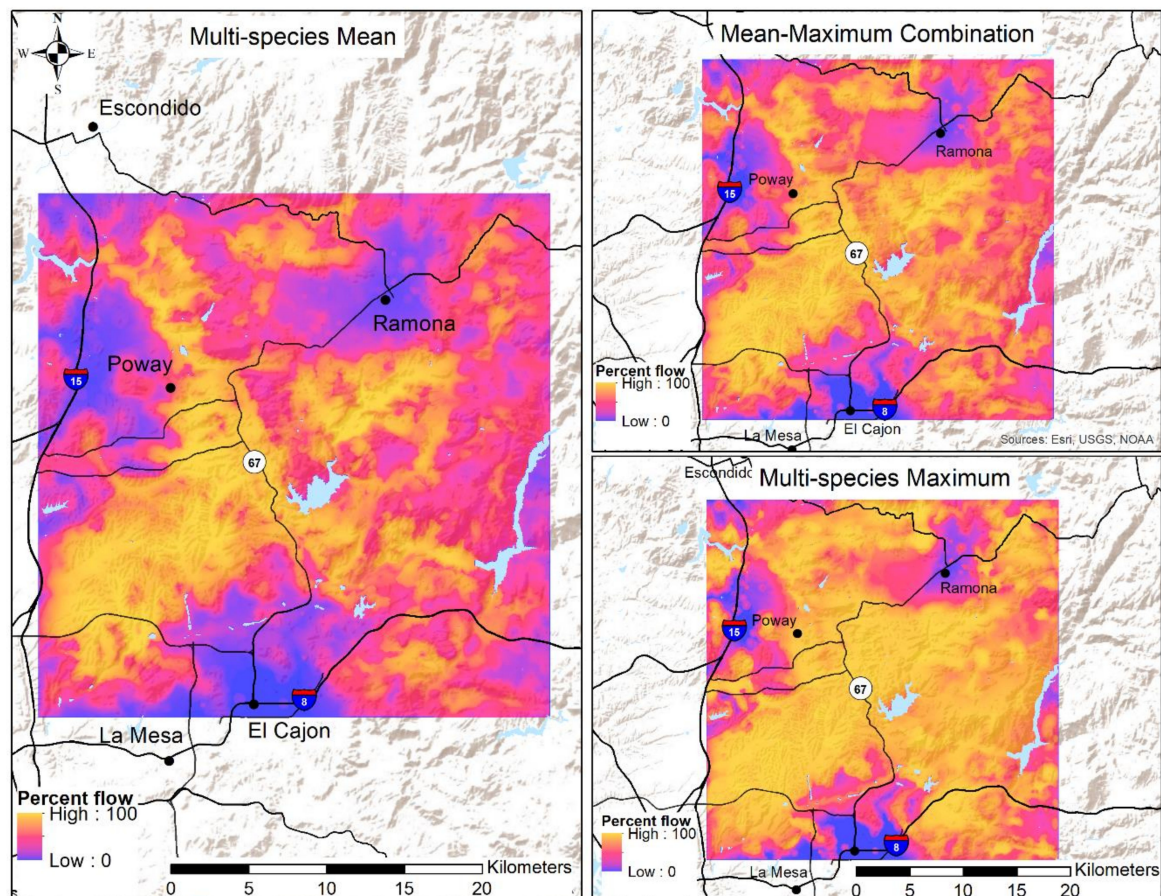 Multi-species Mean
N
W E
S
Escondido
Ramona
Poway
15
67
8
La Mesa
El Cajon
Percent flow
High : 100
Low : 0
Kilometers
0 5 10 15 20
Mean-Maximum Combination
Ramona
Poway
15
67
Percent flow
High : 100
Low : 0
8
La Mesa
El Cajon
Sources: Esri, USGS, NOAA
Escondido
Multi-species Maximum
Ramona
Poway
15
67
Percent flow
High : 100
Low : 0
8
La Mesa
Kilometers
0 5 10 15 20